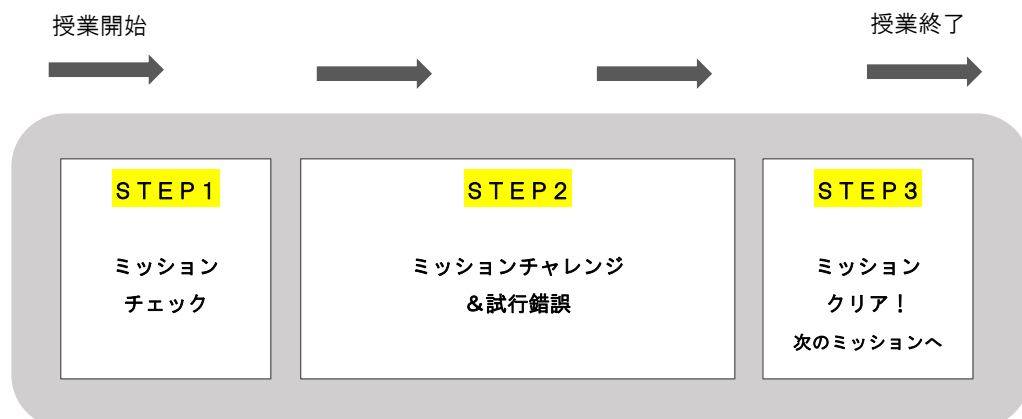 授業開始
授業終了
STEP1
ミッション
チェック
STEP2
ミッションチャレンジ
＆試行錯誤
STEP3
ミッション
クリア！
次のミッションへ